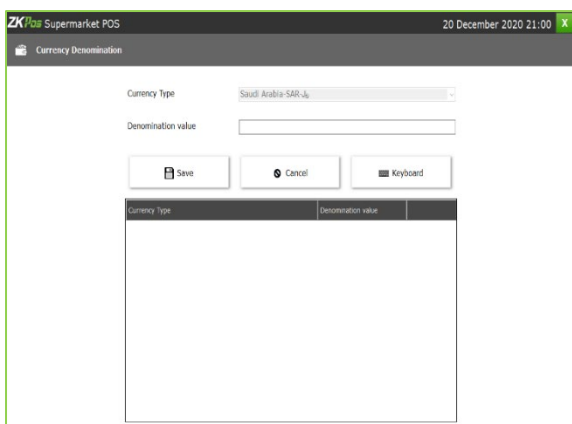 ZKPos Supermarket POS 20 December 2020 21:00 X
Currency Denomination
Currency Type Saudi Arabia-SAR-﷼
Denomination value
Save Cancel Keyboard
Currency Type Denomination value